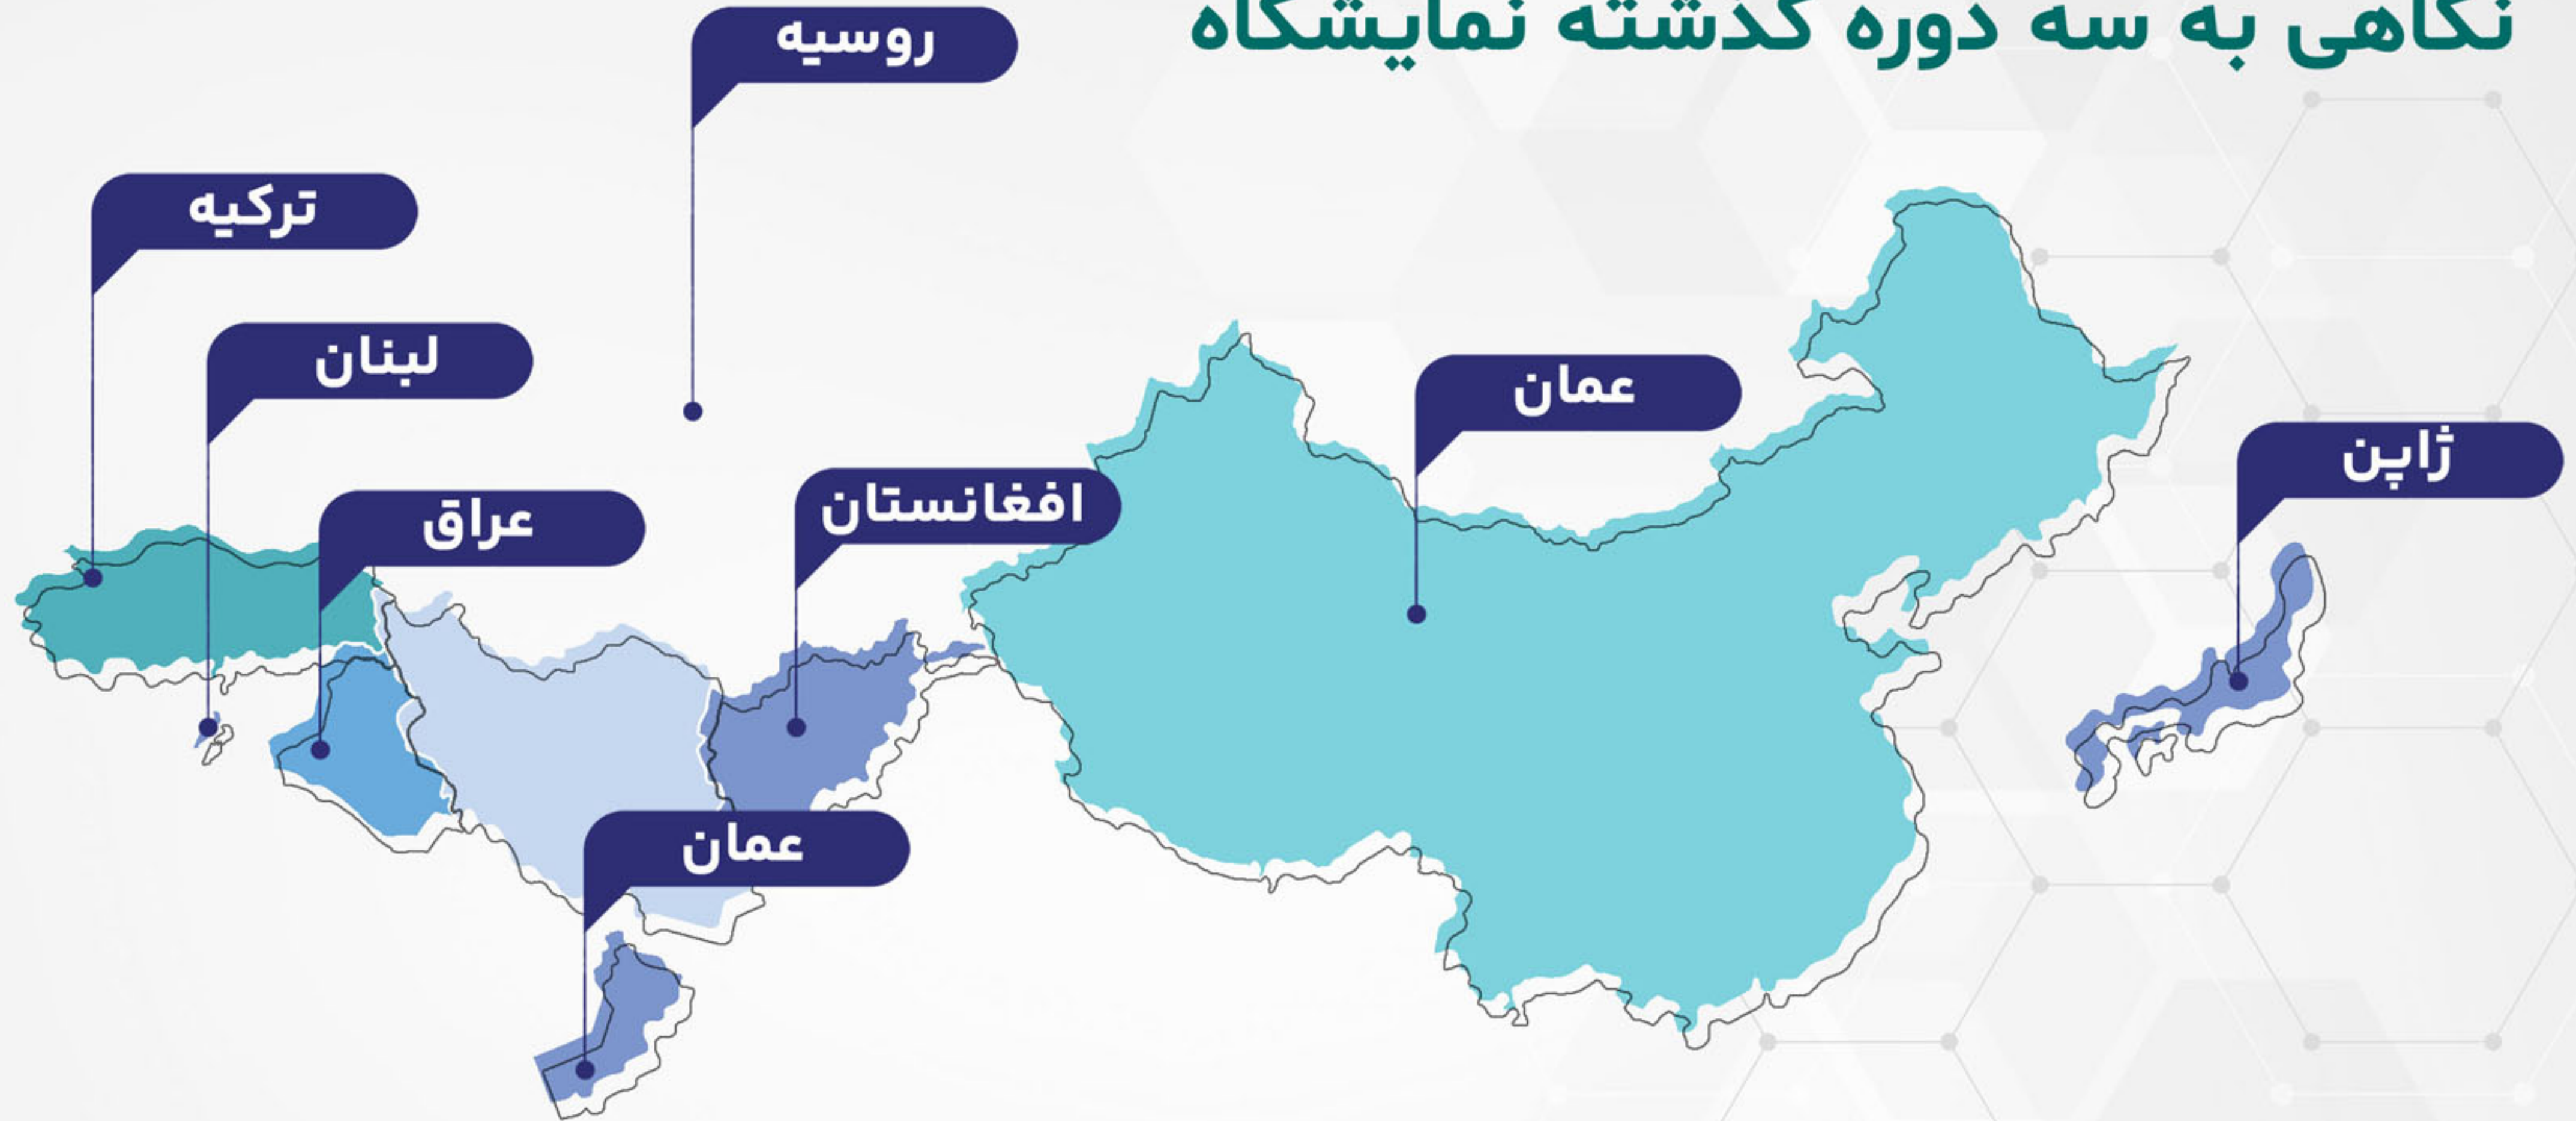 نگاهی به سه دوره گذشته نمایشگاه
روسیه
ترکیه
لبنان
عمان
ژاپن
افغانستان
عراق
عمان